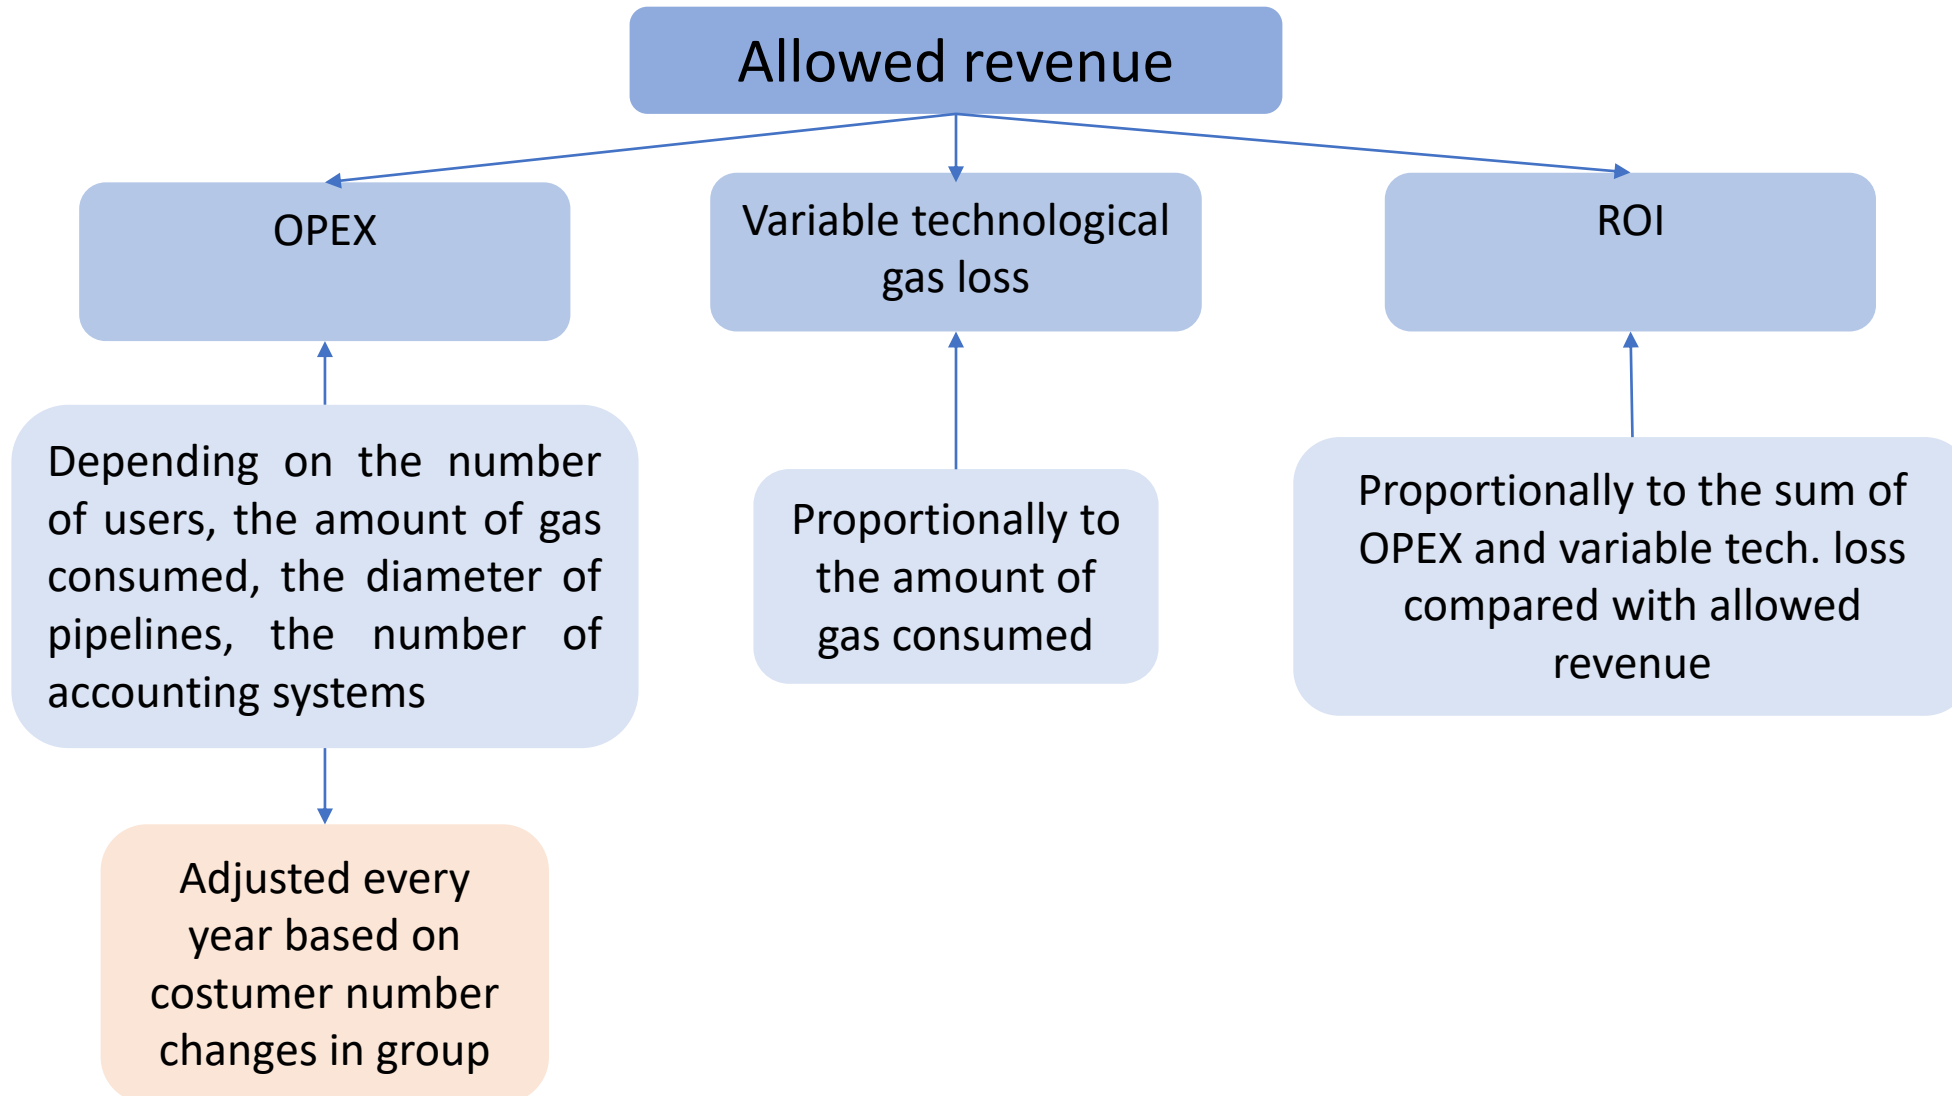 Allowed revenue
OPEX
Variable technological
gas loss
ROI
Depending on the number
of users, the amount of gas
consumed, the diameter of
pipelines, the number of
accounting systems
Proportionally to
the amount of
gas consumed
Proportionally to the sum of
OPEX and variable tech. loss
compared with allowed
revenue
Adjusted every
year based on
costumer number
changes in group